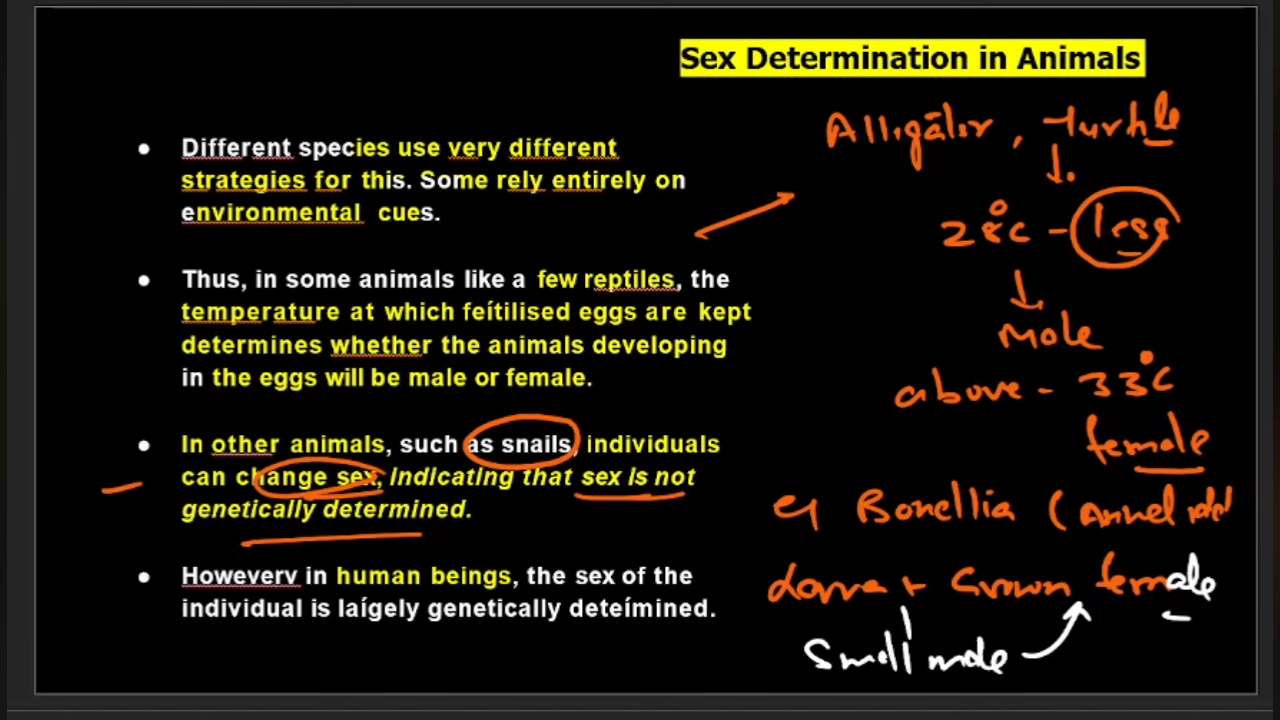 Sex Determination in Animals
• Different species use very different
strategies for this. Some rely entirely on
environmental cues.
• Thus, in some animals like a few reptiles, the
temperature at which feítilised eggs are kept
determines whether the animals developing
in the eggs will be male or female.
• In other animals, such as snails, individuals
can change sex, indicating that sex is not
genetically determined.
• Howeverv in human beings, the sex of the
individual is laígely genetically deteímined.
Alligator, turtle
28°C - less
male
above - 33°C
female
eg Bonellia (Annelida)
Larva + Grown female
Small male